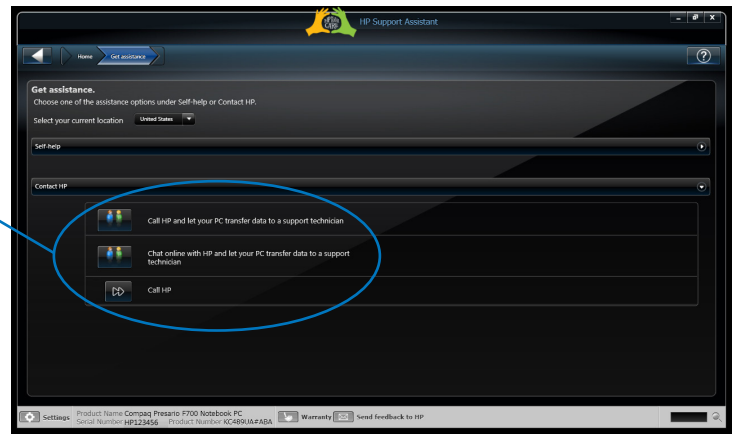 HP Support Assistant
Home
Get assistance
Get assistance.
Choose one of the assistance options under Self-help or Contact HP.
Select your current location United States
Self-help
Contact HP
Call HP and let your PC transfer data to a support technician
Chat online with HP and let your PC transfer data to a support
technician
Call HP
Settings
Product Name Compaq Presario F700 Notebook PC
Serial Number HP123456 Product Number KC489UA#ABA
Warranty
Send feedback to HP